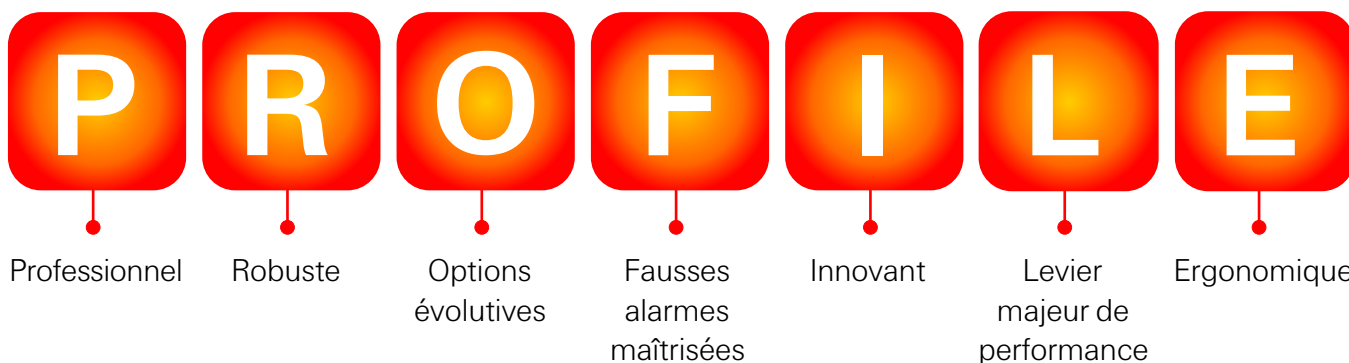 P R O F I L E
Professionnel
Robuste
Options
évolutives
Fausses
alarmes
maîtrisées
Innovant
Levier
majeur de
performance
Ergonomique